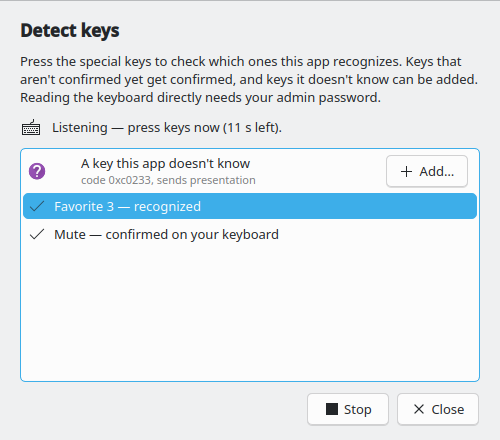 Detect keys
Press the special keys to check which ones this app recognizes. Keys that
aren't confirmed yet get confirmed, and keys it doesn't know can be added.
Reading the keyboard directly needs your admin password.
Listening — press keys now (11 s left).
A key this app doesn't know
code 0xc0233, sends presentation
Add...
Favorite 3 — recognized
Mute — confirmed on your keyboard
Stop
Close